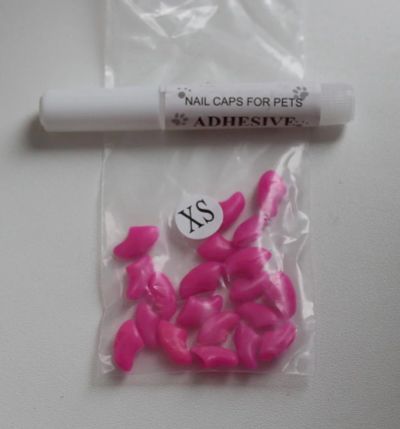 NAIL CAPS FOR PETS
ADHESIVE
XS